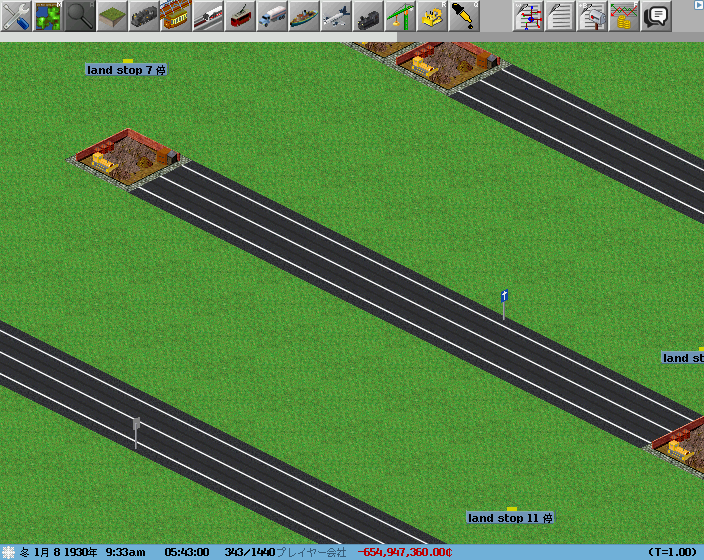 land stop 7 停
land st
land stop 11 停
冬 1月 8 1930年 9:33am 05:43:00 343/1440 プレイヤー会社 -654,947,360.00¢ (T=1.00)